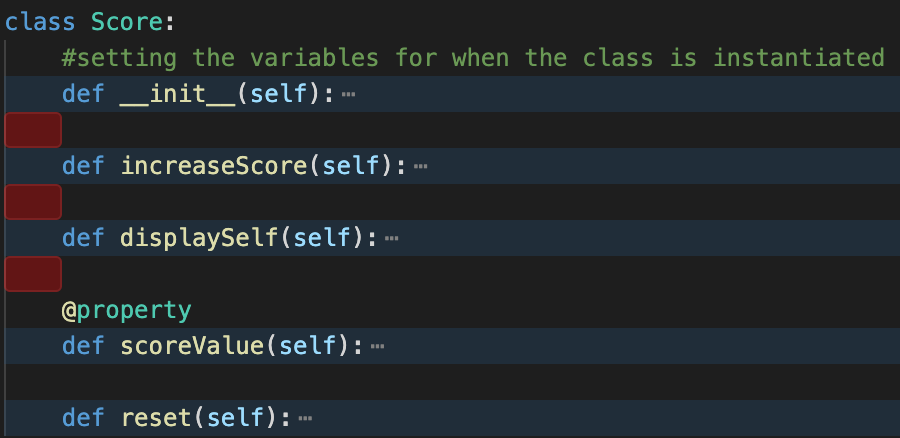 class Score:
#setting the variables for when the class is instantiated
def __init__(self):⋯
def increaseScore(self):⋯
def displaySelf(self):⋯
@property
def scoreValue(self):⋯
def reset(self):⋯